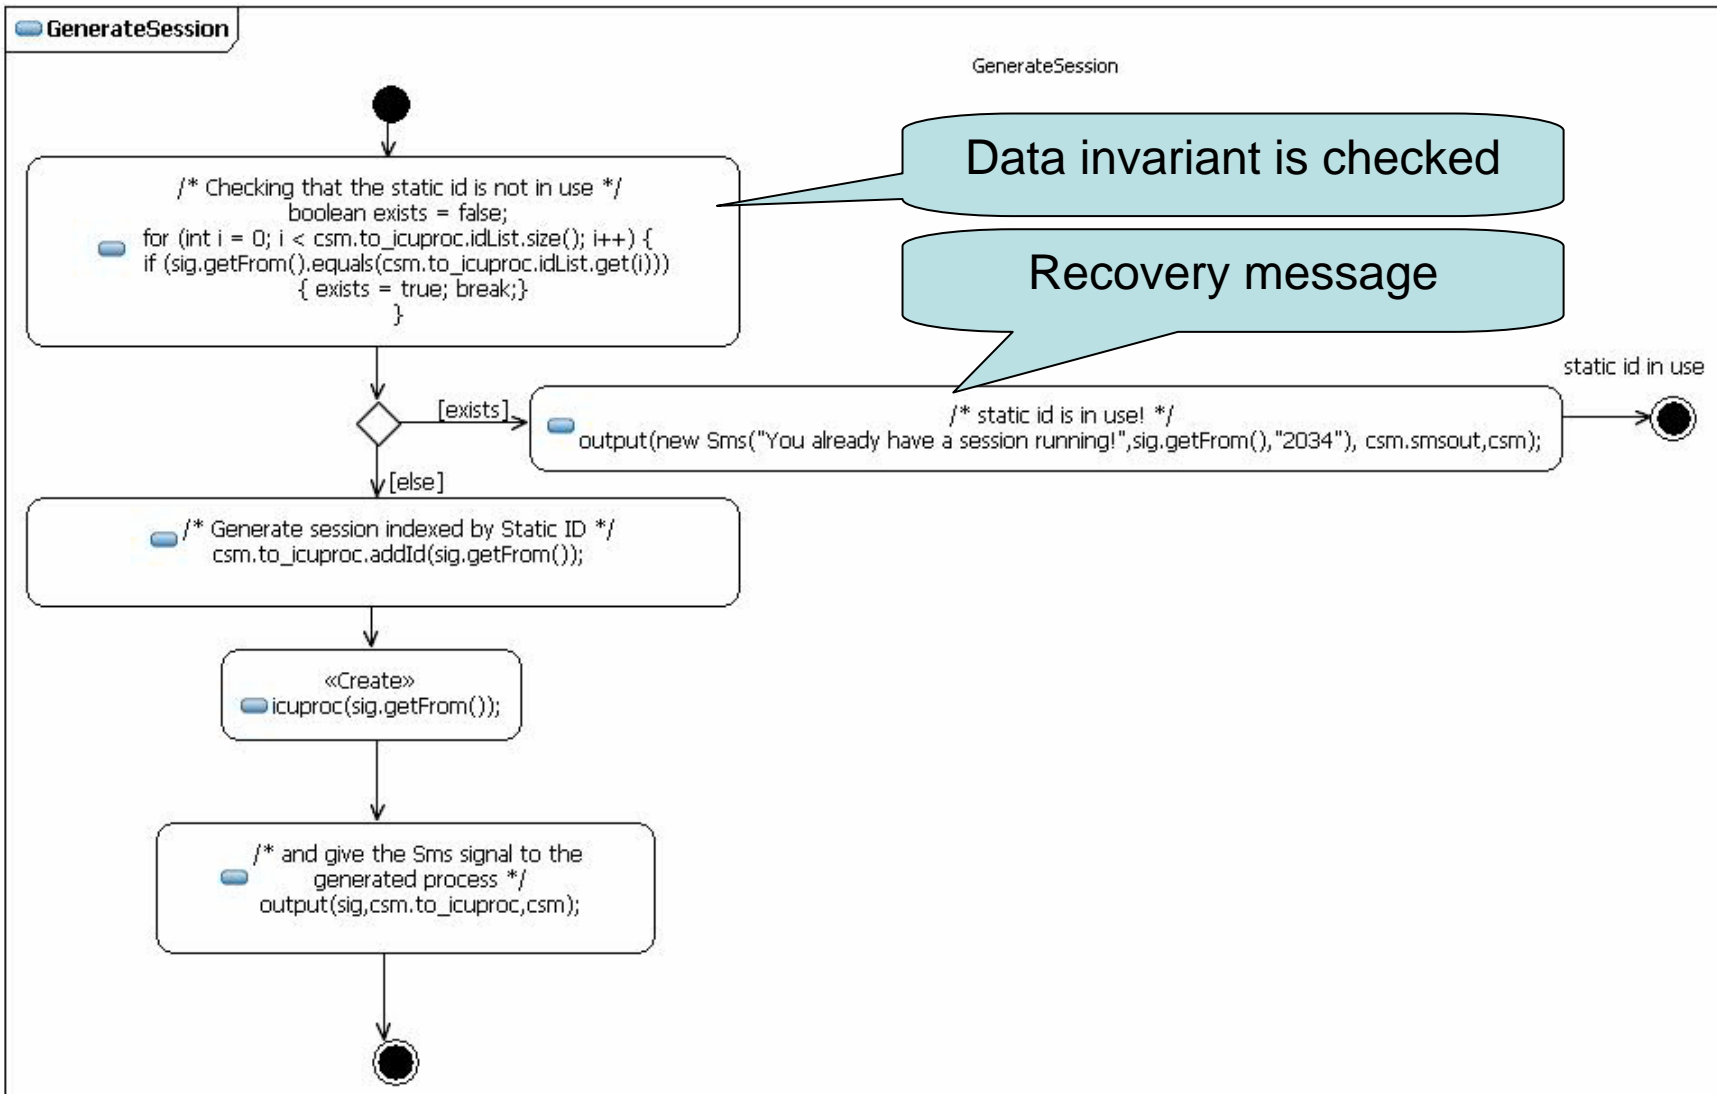 GenerateSession
GenerateSession
Data invariant is checked
/* Checking that the static id is not in use */
boolean exists = false;
for (int i = 0; i < csm.to_icuproc.idList.size(); i++) {
if (sig.getFrom().equals(csm.to_icuproc.idList.get(i)))
{ exists = true; break;}
}
Recovery message
static id in use
[exists]
/* static id is in use! */
output(new Sms("You already have a session running!",sig.getFrom(),"2034"), csm.smsout,csm);
[else]
/* Generate session indexed by Static ID */
csm.to_icuproc.addId(sig.getFrom());
«Create»
icuproc(sig.getFrom());
/* and give the Sms signal to the
generated process */
output(sig,csm.to_icuproc,csm);